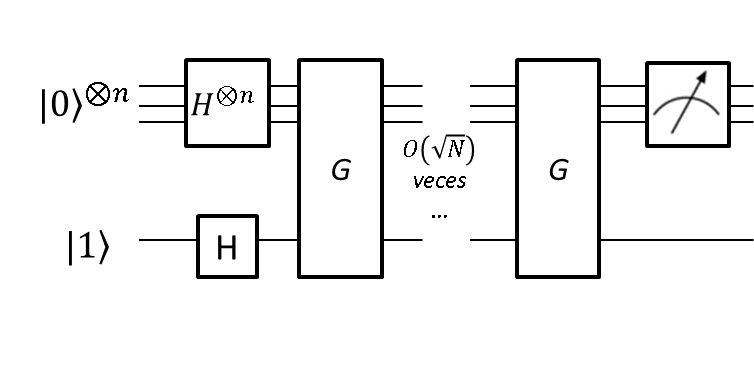 |0⟩⊗n
H⊗n
G
O(√N)
veces
...
G
|1⟩
H